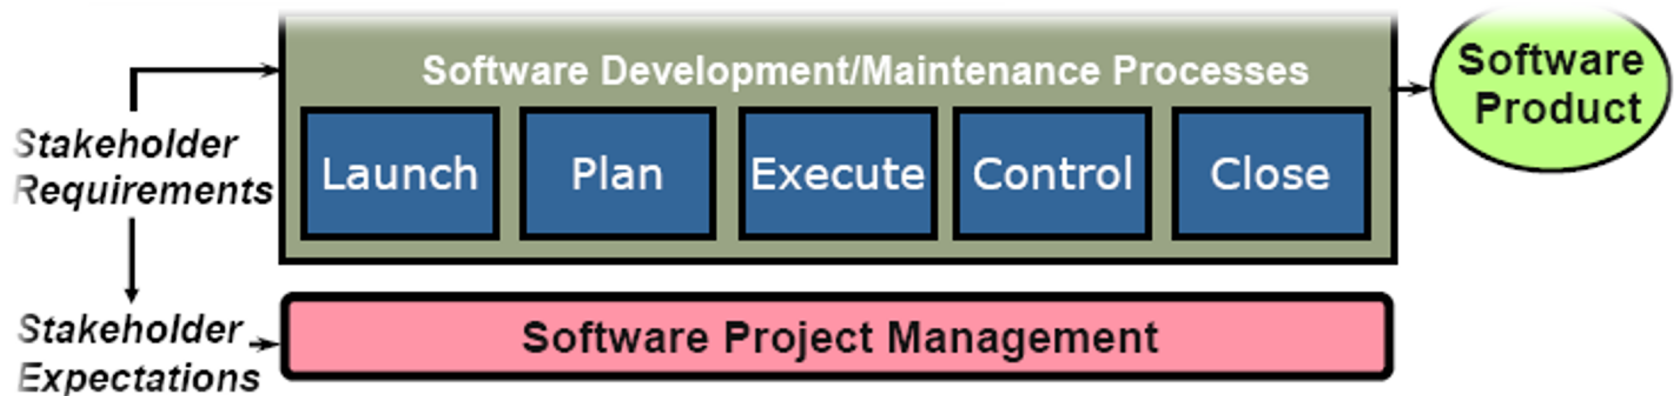 Software Development/Maintenance Processes
Software
Product
Stakeholder
Requirements
Launch
Plan
Execute
Control
Close
Stakeholder
Expectations
Software Project Management